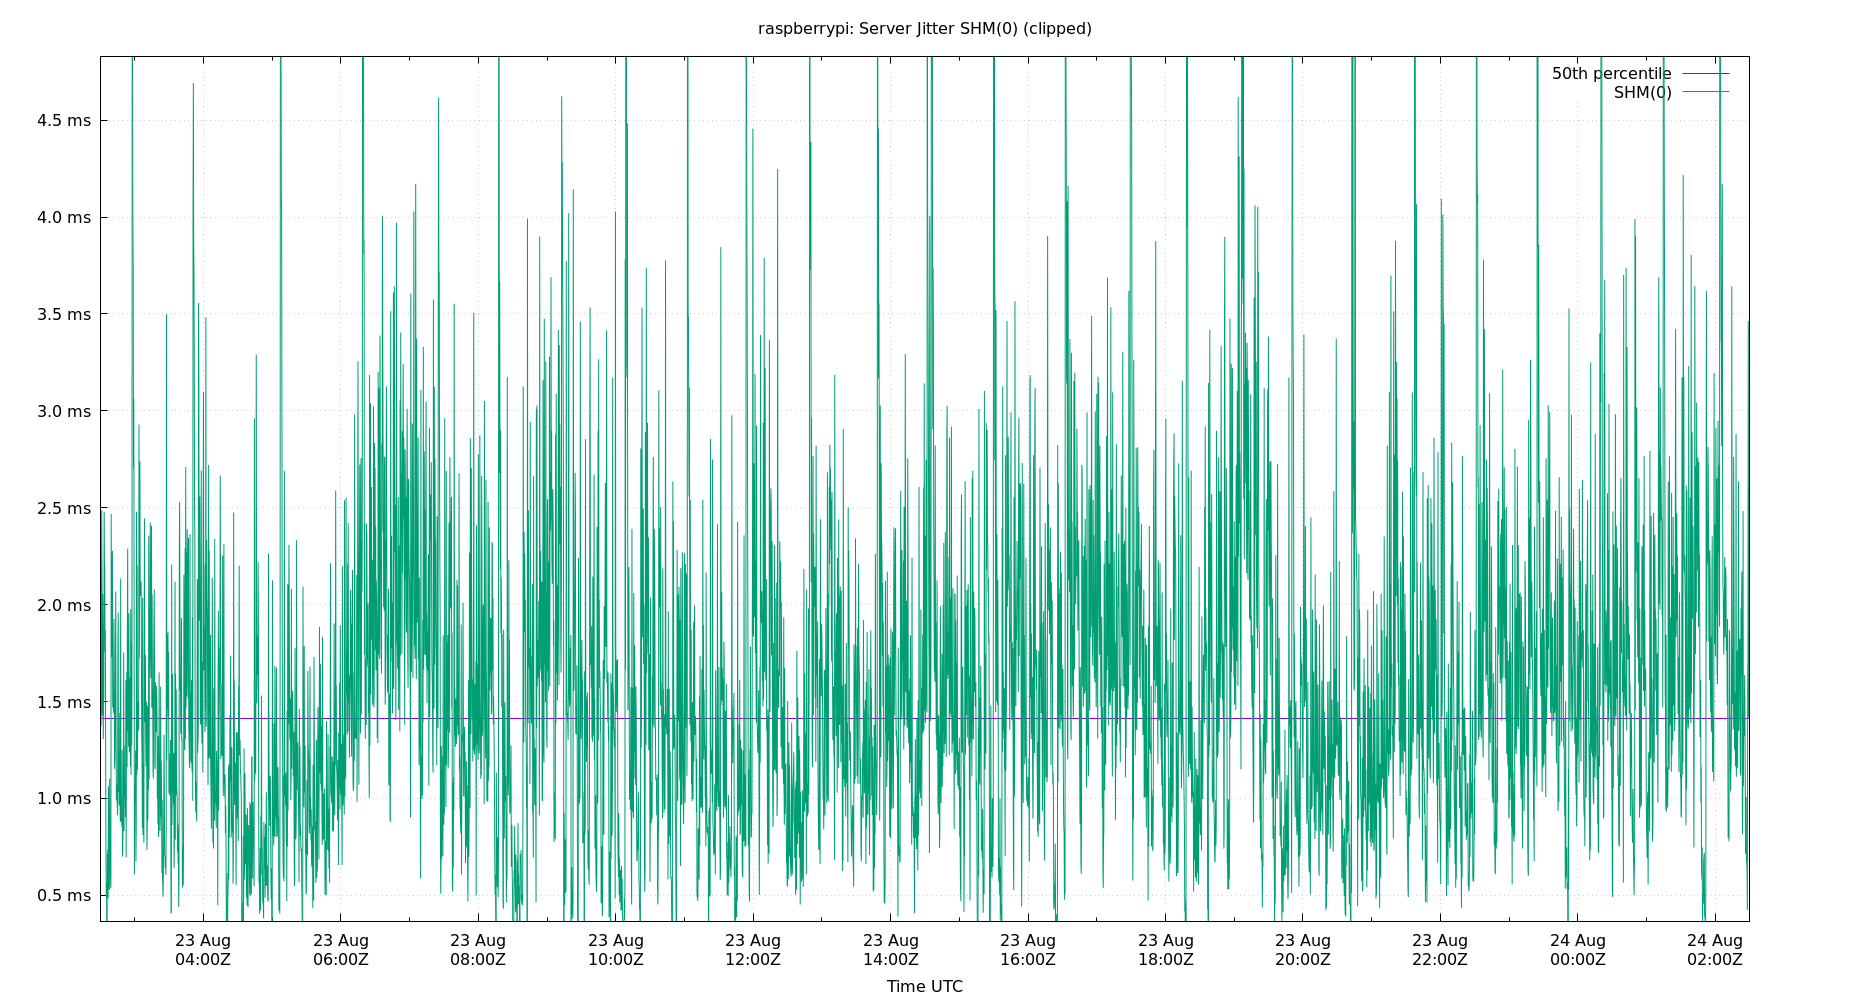 raspberrypi: Server Jitter SHM(0) (clipped)
50th percentile
SHM(0)
4.5 ms
4.0 ms
3.5 ms
3.0 ms
2.5 ms
2.0 ms
1.5 ms
1.0 ms
0.5 ms
23 Aug 23 Aug 23 Aug 23 Aug 23 Aug 23 Aug 23 Aug 23 Aug 23 Aug 23 Aug 24 Aug 24 Aug
04:00Z 06:00Z 08:00Z 10:00Z 12:00Z 14:00Z 16:00Z 18:00Z 20:00Z 22:00Z 00:00Z 02:00Z
Time UTC